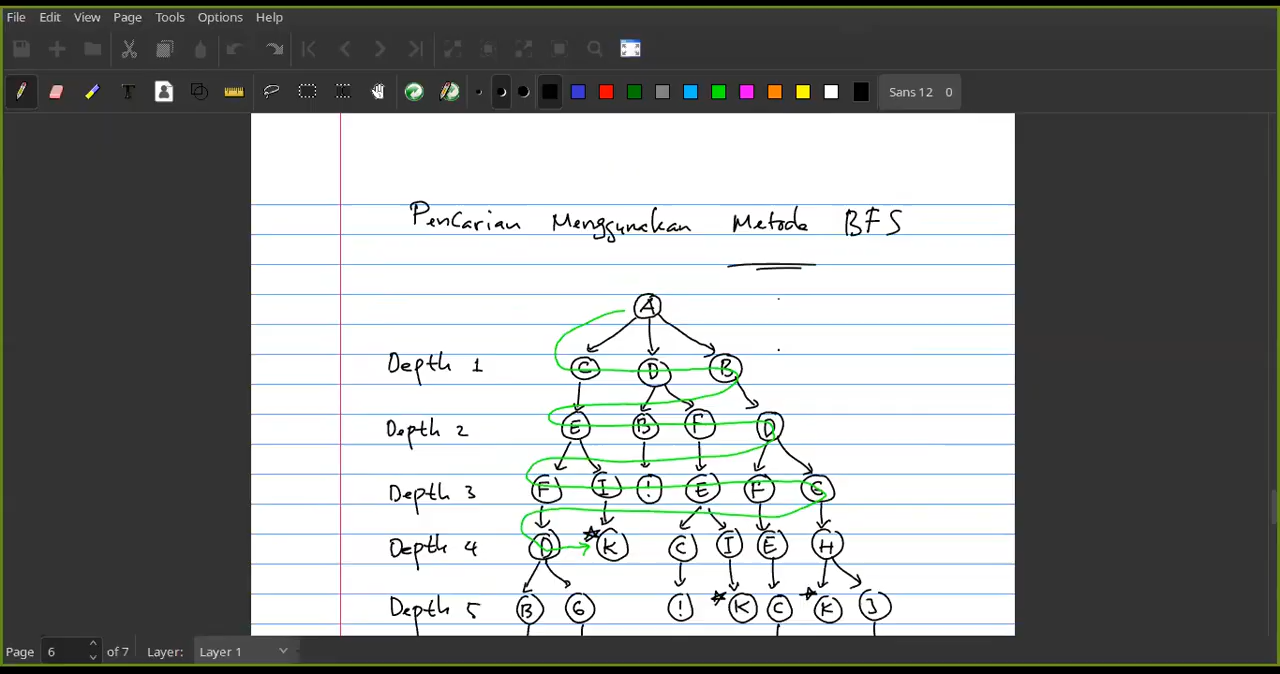 File Edit View Page Tools Options Help
Sans 12 0
Pencarian Menggunakan Metode BFS
A
Depth 1 C D B
Depth 2 E B F D
Depth 3 F I ! E F G
Depth 4 D K C I E H
Depth 5 B G ! K C K J
Page 6 of 7 Layer: Layer 1